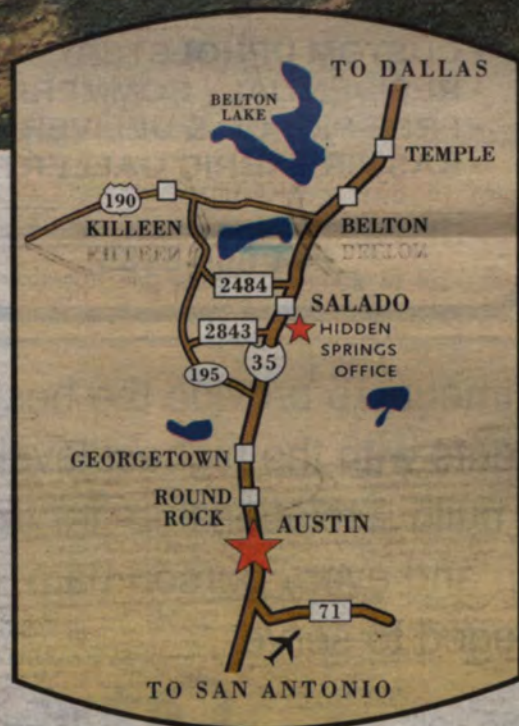 TO DALLAS
BELTON
LAKE
TEMPLE
190
KILLEEN
BELTON
2484
SALADO
HIDDEN
SPRINGS
OFFICE
2843
35
195
GEORGETOWN
ROUND
ROCK
AUSTIN
71
TO SAN ANTONIO